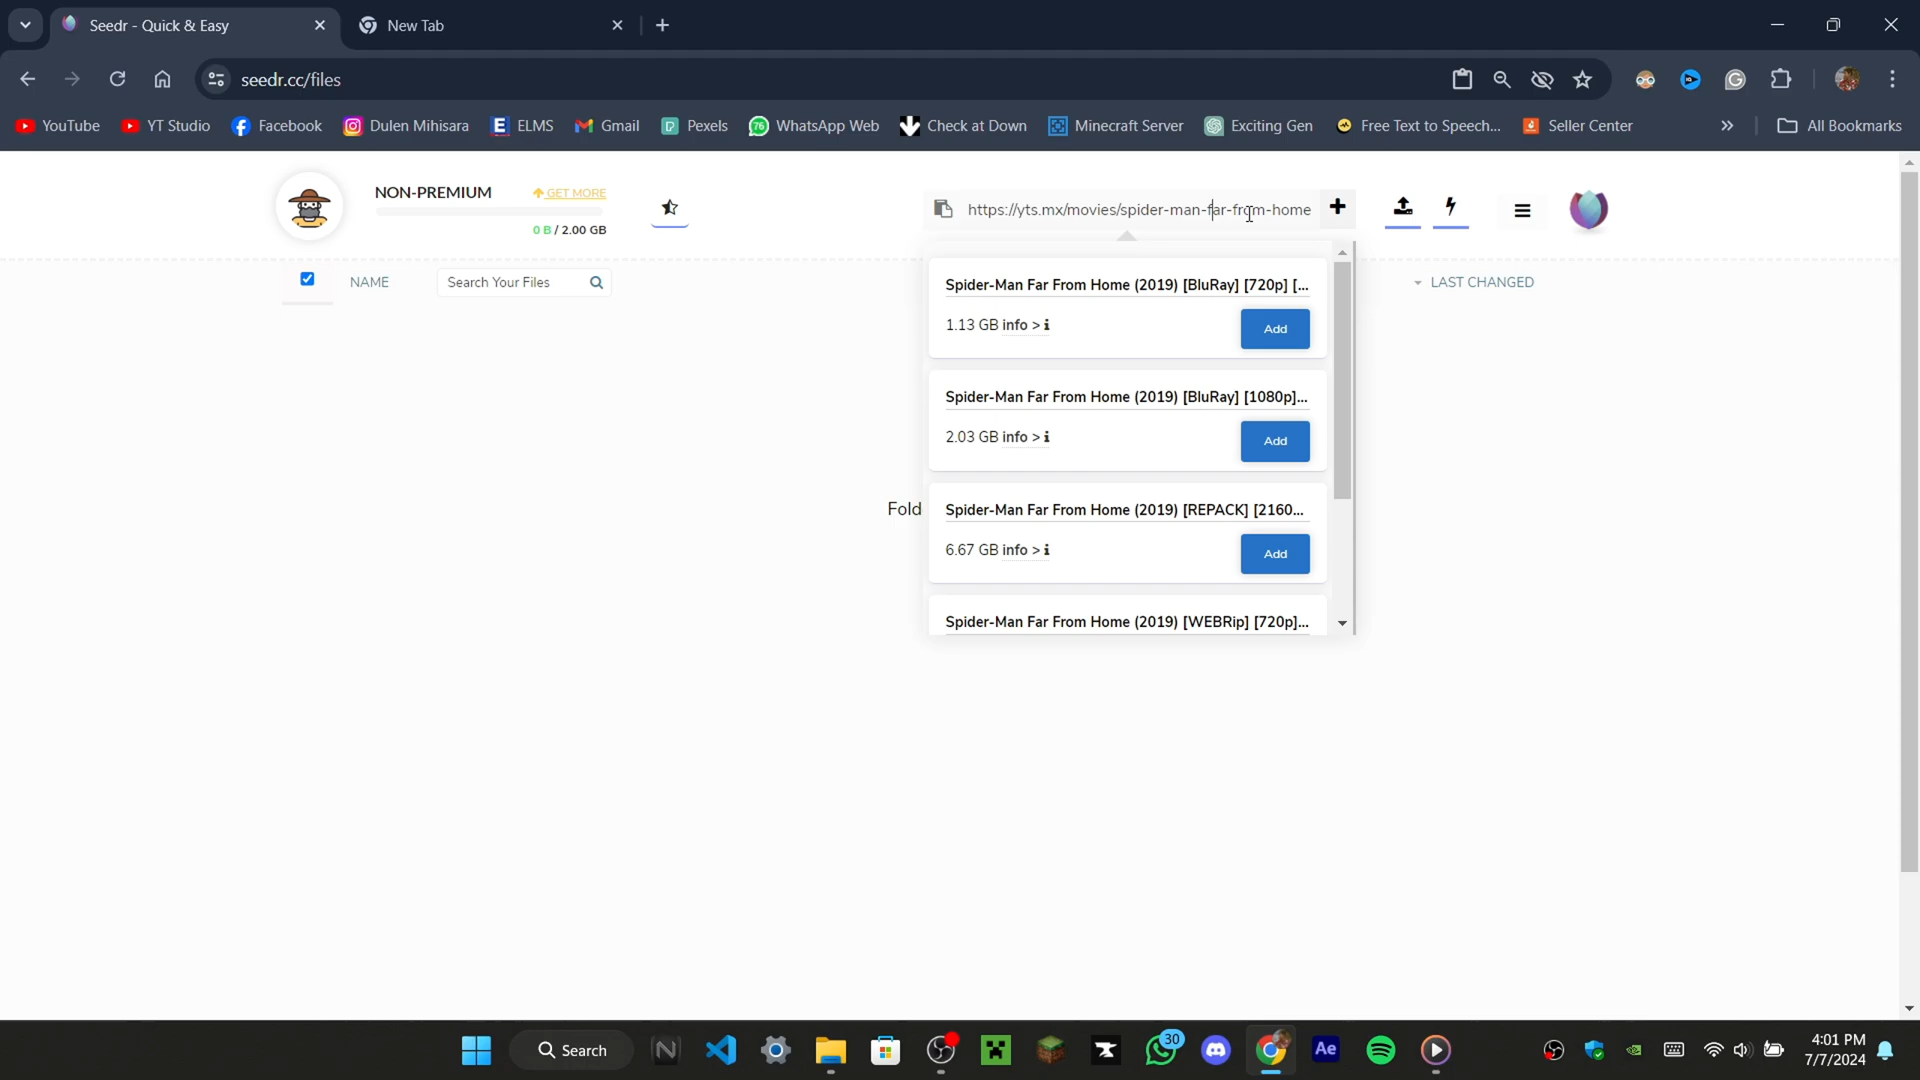 Seedr - Quick & Easy
New Tab
seedr.cc/files
YouTube
YT Studio
Facebook
Dulen Mihisara
E ELMS
Gmail
Pexels
76 WhatsApp Web
Check at Down
Minecraft Server
Exciting Gen
Free Text to Speech...
Seller Center
All Bookmarks
NON-PREMIUM
GET MORE
0 B / 2.00 GB
https://yts.mx/movies/spider-man-far-from-home
NAME
Search Your Files
LAST CHANGED
Spider-Man Far From Home (2019) [BluRay] [720p] [...
1.13 GB info > i
Add
Spider-Man Far From Home (2019) [BluRay] [1080p]...
2.03 GB info > i
Add
Fold
Spider-Man Far From Home (2019) [REPACK] [2160...
6.67 GB info > i
Add
Spider-Man Far From Home (2019) [WEBRip] [720p]...
Search
N
30
Ae
4:01 PM
7/7/2024